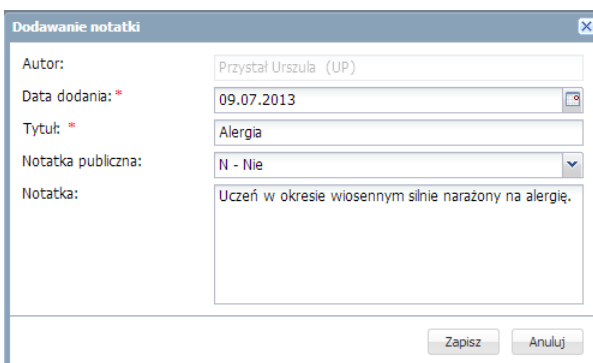 Dodawanie notatki
Autor: Przystał Urszula (UP)
Data dodania: * 09.07.2013
Tytuł: * Alergia
Notatka publiczna: N - Nie
Notatka: Uczeń w okresie wiosennym silnie narażony na alergię.
Zapisz Anuluj